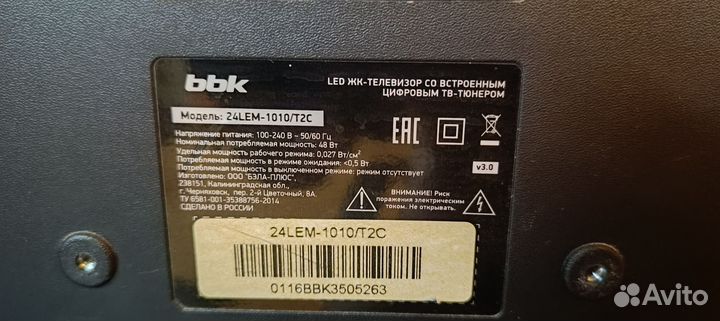 bbk
LED ЖК-ТЕЛЕВИЗОР СО ВСТРОЕННЫМ
ЦИФРОВЫМ ТВ-ТЮНЕРОМ
Модель: 24LEM-1010/T2C
Напряжение питания: 100-240 В ~ 50/60 Гц
Номинальная потребляемая мощность: 48 Вт
Удельная мощность рабочего режима: 0,027 Вт/см²
Потребляемая мощность в режиме ожидания: <0,5 Вт
Потребляемая мощность в выключенном режиме: режим отсутствует
Изготовлено: ООО "БЭЛА-ПЛЮС",
238151, Калининградская обл.,
г. Черняховск, пер. 2-й Цветочный, 8А.
ТУ 6581-001-35388756-2014
СДЕЛАНО В РОССИИ
EAC
v3.0
ВНИМАНИЕ! Риск
поражения электрическим
током. Не открывать.
24LEM-1010/T2C
0116BBK3505263
Avito